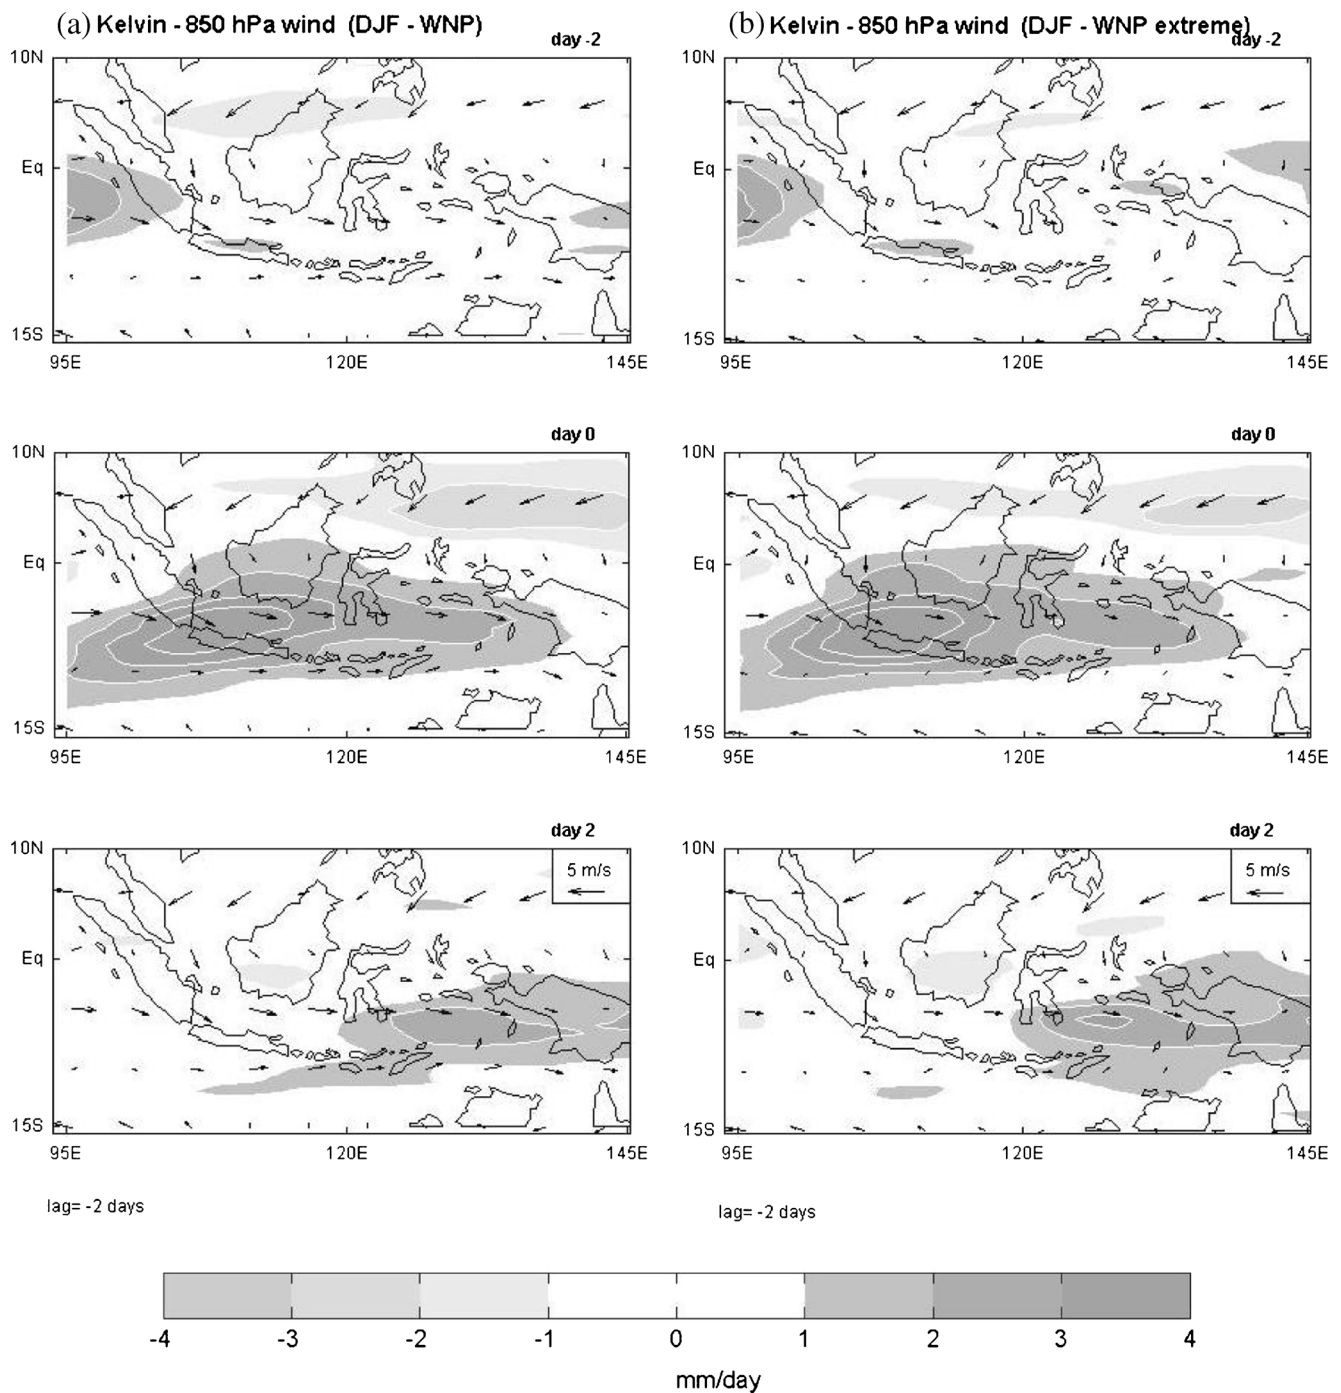 (a) Kelvin - 850 hPa wind (DJF - WNP)
day -2
10N
Eq
15S
95E 120E 145E
(b) Kelvin - 850 hPa wind (DJF - WNP extreme)
day -2
10N
Eq
15S
95E 120E 145E
day 0
10N
Eq
15S
95E 120E 145E
day 0
10N
Eq
15S
95E 120E 145E
day 2
10N
5 m/s
Eq
15S
95E 120E 145E
day 2
10N
5 m/s
Eq
15S
95E 120E 145E
lag= -2 days
lag= -2 days
-4 -3 -2 -1 0 1 2 3 4
mm/day